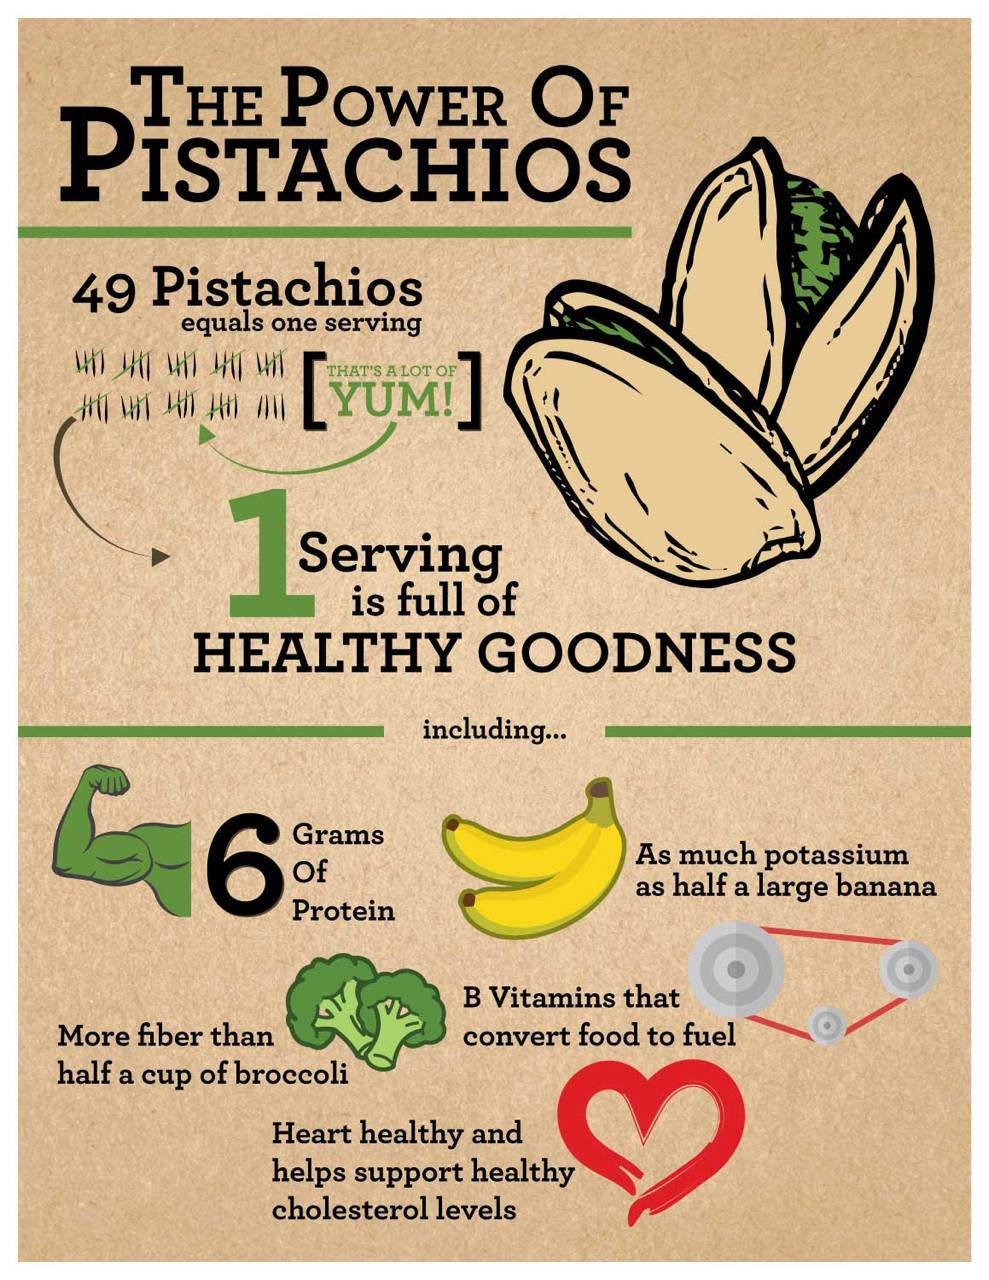 The Power Of
Pistachios
49 Pistachios
equals one serving
THAT'S A LOT OF
YUM!
1 Serving
is full of
HEALTHY GOODNESS
including...
6 Grams
Of
Protein
As much potassium
as half a large banana
More fiber than
half a cup of broccoli
B Vitamins that
convert food to fuel
Heart healthy and
helps support healthy
cholesterol levels